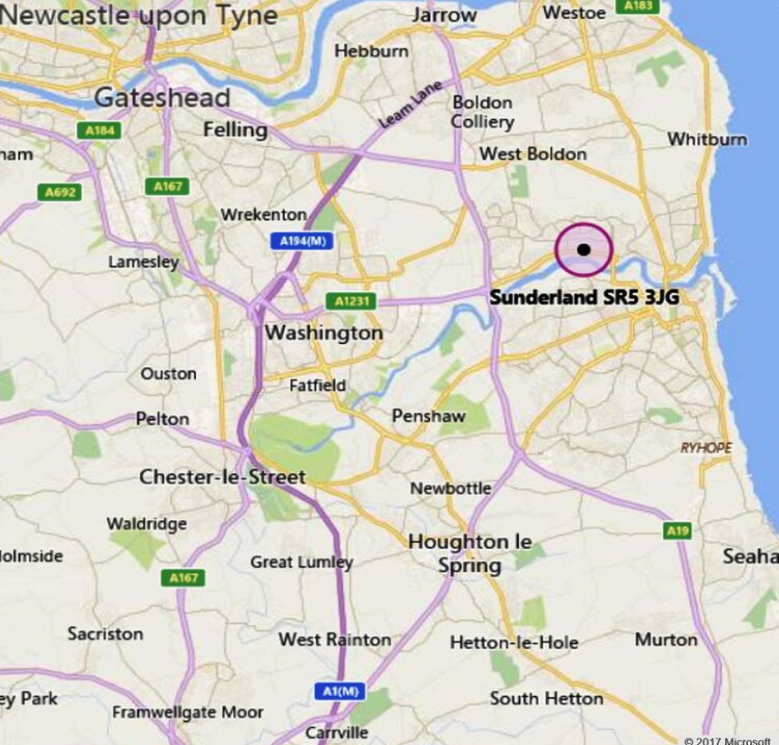 Newcastle upon Tyne
Jarrow
Westoe
A183
Hebburn
Gateshead
Leam Lane
Boldon
Colliery
A184
Felling
Whitburn
ham
West Boldon
A692
A167
Wrekenton
A194(M)
Lamesley
Sunderland SR5 3JG
A1231
Washington
Ouston
Fatfield
Pelton
Penshaw
RYHOPE
Chester-le-Street
Newbottle
Waldridge
A19
Houghton le
Spring
olmside
Great Lumley
Seaha
A167
Sacriston
West Rainton
Hetton-le-Hole
Murton
A1(M)
ey Park
South Hetton
Framwellgate Moor
Carrville
© 2017 Microsoft